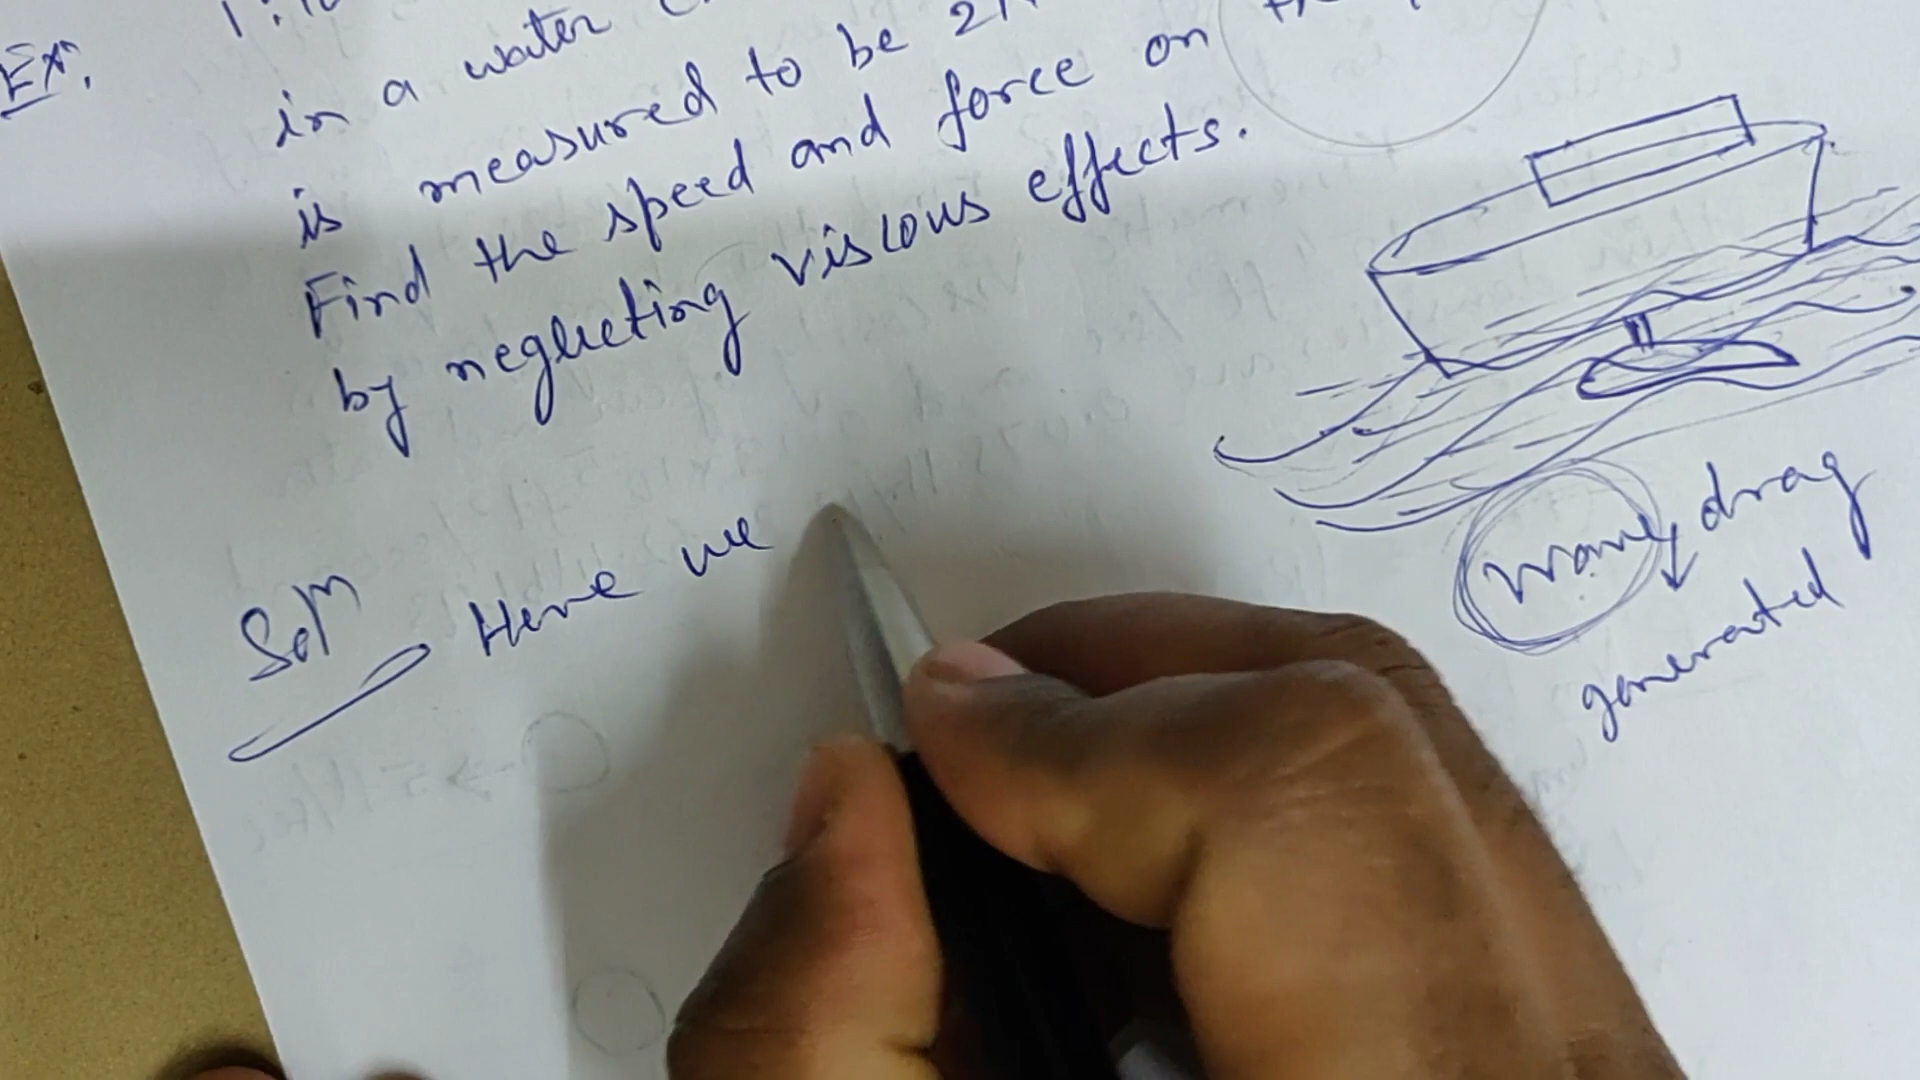 Ex.
in a water
is measured to be 2
Find the speed and force on
by neglecting viscous effects.
Soln Here we
Wave drag
generated